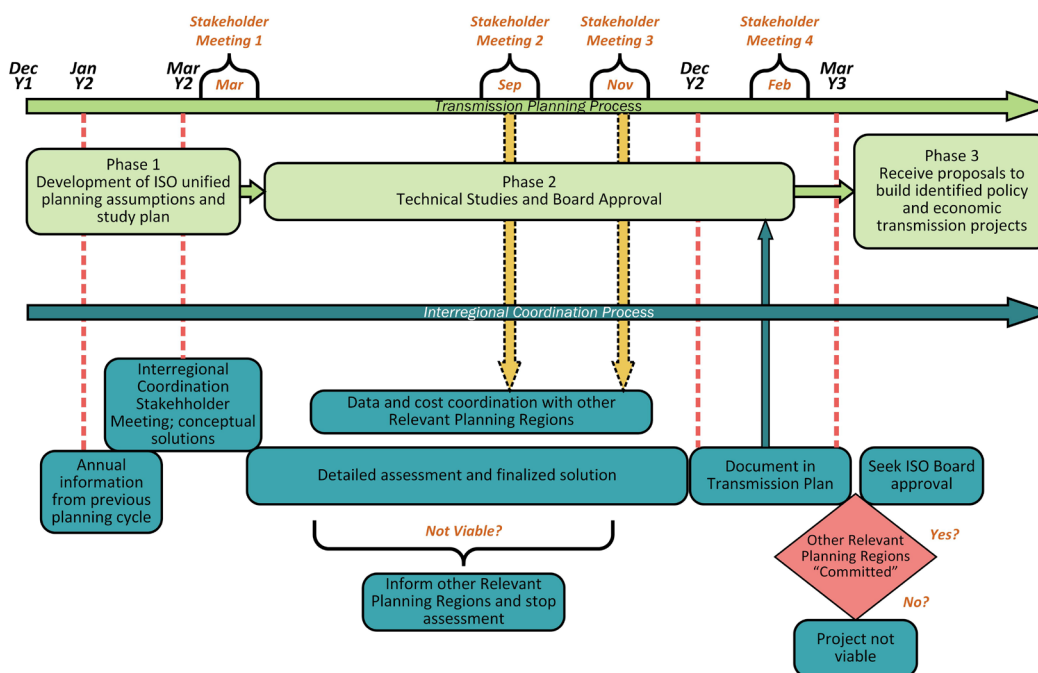 Stakeholder
Meeting 1
Stakeholder
Meeting 2
Stakeholder
Meeting 3
Stakeholder
Meeting 4
Dec
Y1
Jan
Y2
Mar
Y2
Mar
Sep
Nov
Dec
Y2
Feb
Mar
Y3
Transmission Planning Process
Phase 1
Development of ISO unified
planning assumptions and
study plan
Phase 2
Technical Studies and Board Approval
Phase 3
Receive proposals to
build identified policy
and economic
transmission projects
Interregional Coordination Process
Interregional
Coordination
Stakehholder
Meeting; conceptual
solutions
Data and cost coordination with other
Relevant Planning Regions
Annual
information
from previous
planning cycle
Detailed assessment and finalized solution
Document in
Transmission Plan
Seek ISO Board
approval
Not Viable?
Inform other Relevant
Planning Regions and stop
assessment
Other Relevant
Planning Regions
“Committed”
Yes?
No?
Project not
viable